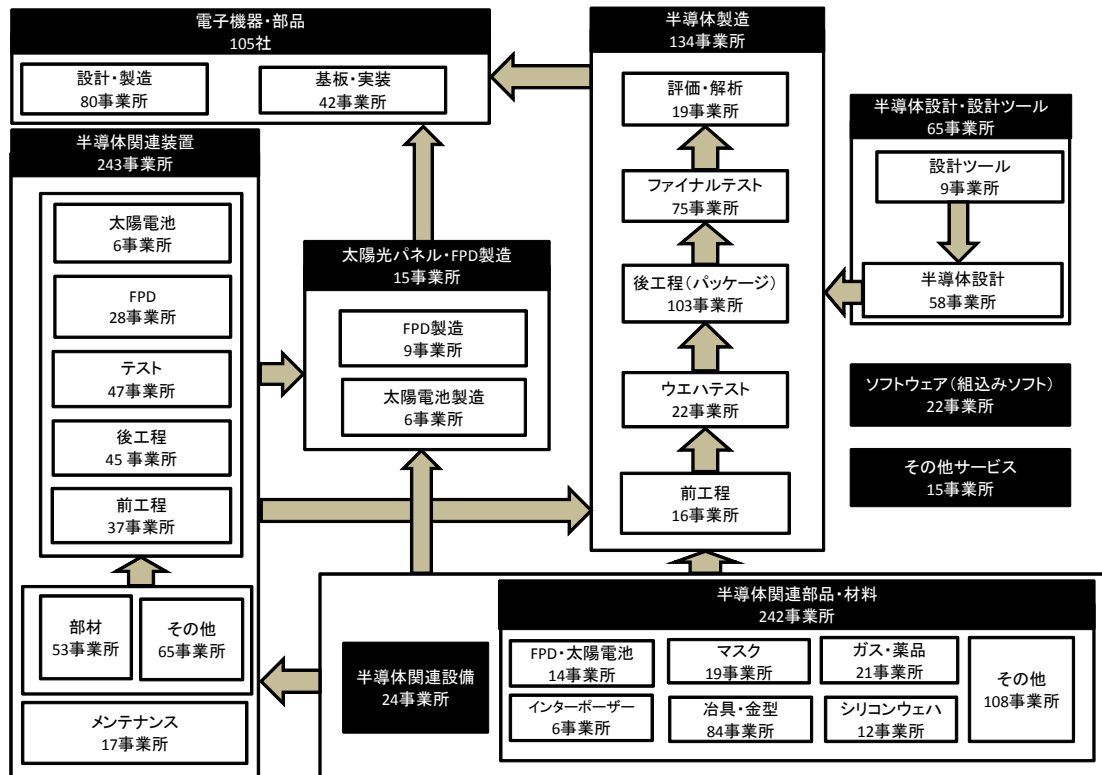 電子機器・部品
105社
設計・製造
80事業所
基板・実装
42事業所
半導体関連装置
243事業所
太陽電池
6事業所
FPD
28事業所
テスト
47事業所
後工程
45 事業所
前工程
37事業所
部材
53事業所
その他
65事業所
メンテナンス
17事業所
太陽光パネル・FPD製造
15事業所
FPD製造
9事業所
太陽電池製造
6事業所
半導体製造
134事業所
評価・解析
19事業所
ファイナルテスト
75事業所
後工程（パッケージ）
103事業所
ウエハテスト
22事業所
前工程
16事業所
半導体設計・設計ツール
65事業所
設計ツール
9事業所
半導体設計
58事業所
ソフトウェア（組込みソフト）
22事業所
その他サービス
15事業所
半導体関連設備
24事業所
半導体関連部品・材料
242事業所
FPD・太陽電池
14事業所
マスク
19事業所
ガス・薬品
21事業所
インターポーザー
6事業所
冶具・金型
84事業所
シリコンウェハ
12事業所
その他
108事業所